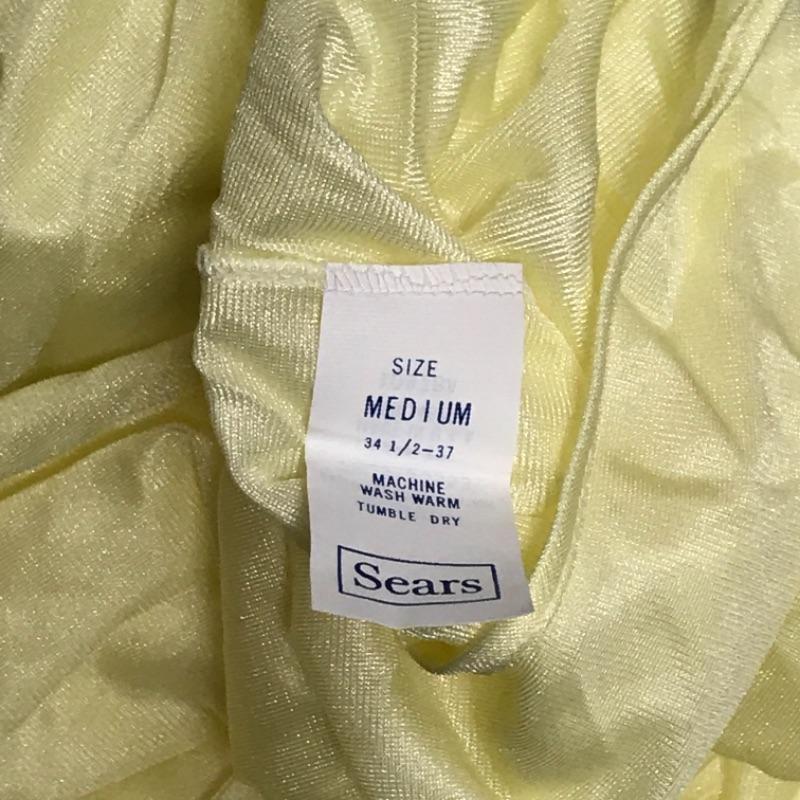 SIZE
MEDIUM
34 1/2-37
MACHINE
WASH WARM
TUMBLE DRY
Sears